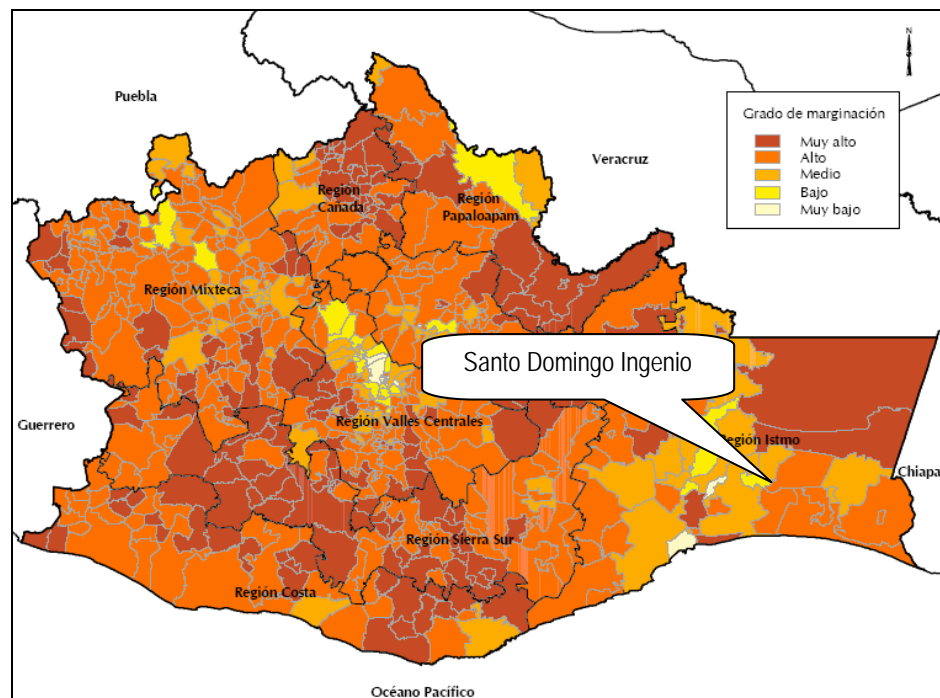 Puebla
Grado de marginación
Muy alto
Alto
Medio
Bajo
Muy bajo
Veracruz
Región
Cañada
Región
Papaloapam
Región Mixteca
Santo Domingo Ingenio
Guerrero
Región Valles Centrales
Región Istmo
Chiapa
Región Sierra Sur
Región Costa
Océano Pacífico